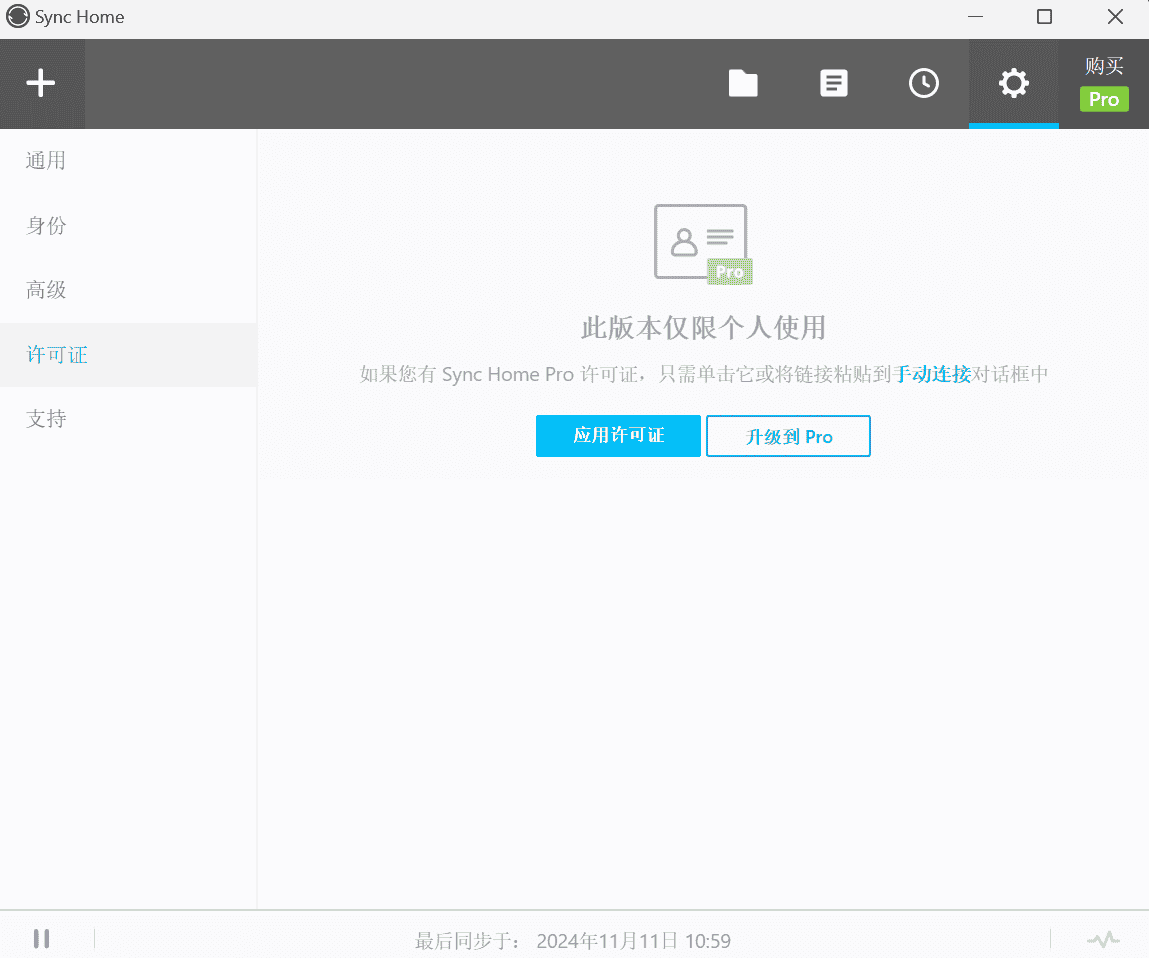 Sync Home
购买
Pro
通用
身份
高级
许可证
支持
Pro
此版本仅限个人使用
如果您有 Sync Home Pro 许可证，只需单击它或将链接粘贴到手动连接对话框中
应用许可证
升级到 Pro
最后同步于： 2024年11月11日 10:59